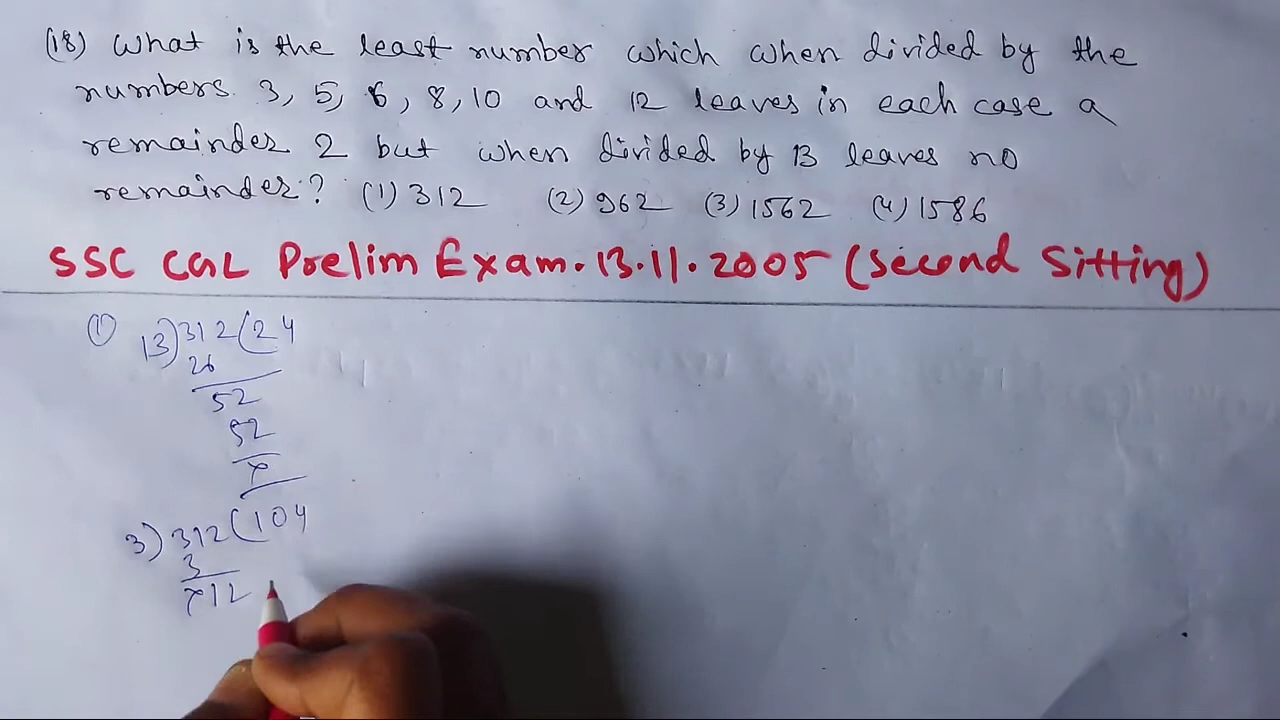 (18) What is the least number which when divided by the
numbers 3, 5, 6, 8, 10 and 12 leaves in each case a
remainder 2 but when divided by 13 leaves no
remainder? (1) 312 (2) 962 (3) 1562 (4) 1586
SSC CGL Prelim Exam. 13.11.2005 (Second Sitting)
(1) 13) 312 (24
26
52
52
×
3) 312 (104
3
×12